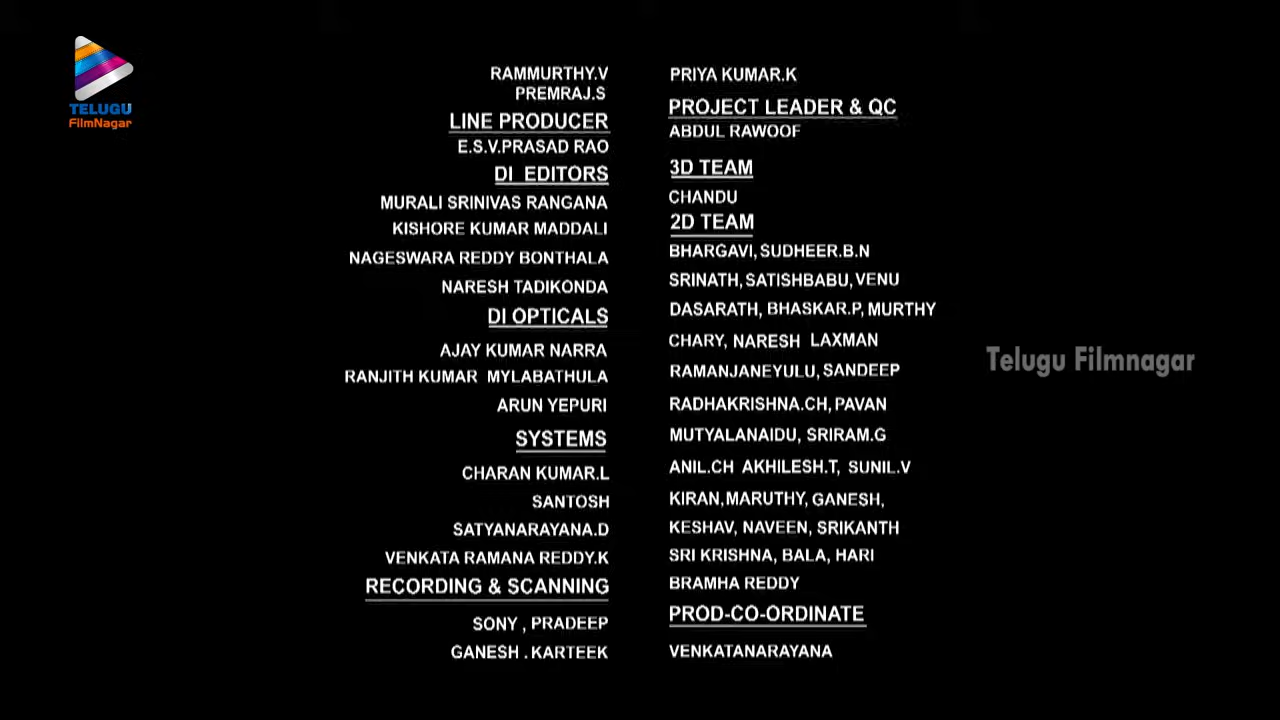 TELUGU
FilmNagar
RAMMURTHY.V
PREMRAJ.S
LINE PRODUCER
E.S.V.PRASAD RAO
DI EDITORS
MURALI SRINIVAS RANGANA
KISHORE KUMAR MADDALI
NAGESWARA REDDY BONTHALA
NARESH TADIKONDA
DI OPTICALS
AJAY KUMAR NARRA
RANJITH KUMAR MYLABATHULA
ARUN YEPURI
SYSTEMS
CHARAN KUMAR.L
SANTOSH
SATYANARAYANA.D
VENKATA RAMANA REDDY.K
RECORDING & SCANNING
SONY , PRADEEP
GANESH . KARTEEK
PRIYA KUMAR.K
PROJECT LEADER & QC
ABDUL RAWOOF
3D TEAM
CHANDU
2D TEAM
BHARGAVI, SUDHEER.B.N
SRINATH, SATISHBABU, VENU
DASARATH, BHASKAR.P, MURTHY
CHARY, NARESH LAXMAN
RAMANJANEYULU, SANDEEP
RADHAKRISHNA.CH, PAVAN
MUTYALANAIDU, SRIRAM.G
ANIL.CH AKHILESH.T, SUNIL.V
KIRAN, MARUTHY, GANESH,
KESHAV, NAVEEN, SRIKANTH
SRI KRISHNA, BALA, HARI
BRAMHA REDDY
PROD-CO-ORDINATE
VENKATANARAYANA
Telugu Filmnagar